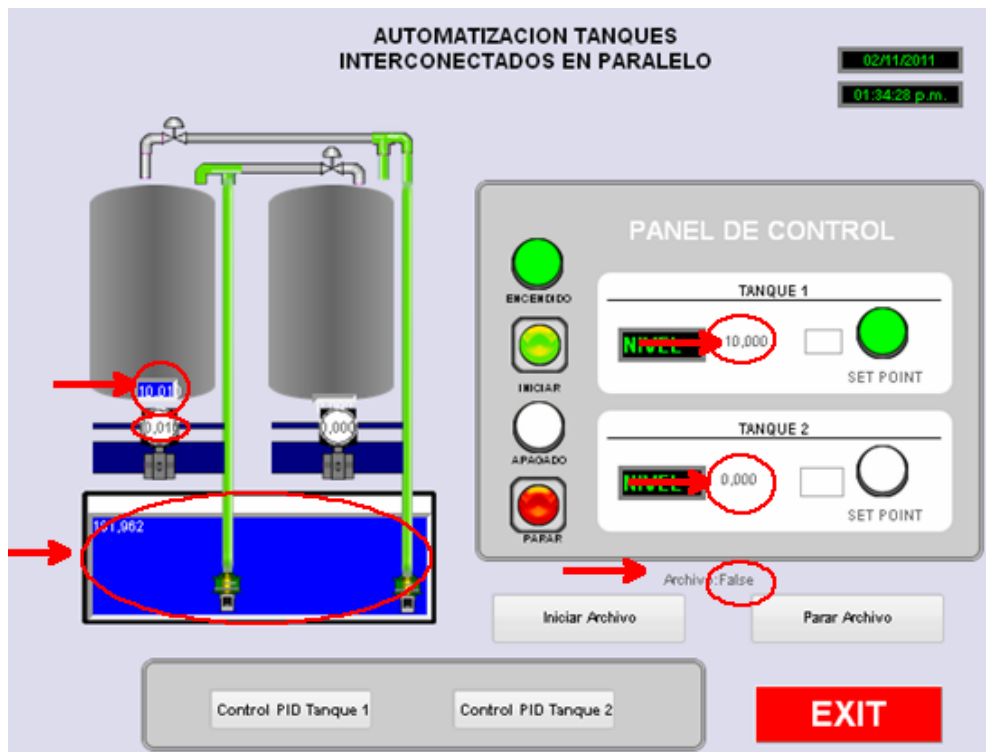 AUTOMATIZACION TANQUES
INTERCONECTADOS EN PARALELO
02/11/2011
01:34:28 p.m.
PANEL DE CONTROL
ENCENDIDO
TANQUE 1
NIVEL
10,000
INICIAR
SET POINT
10,01
0,000
TANQUE 2
APAGADO
NIVEL
0,000
SET POINT
PARAR
Archivo:False
Iniciar Archivo
Parar Archivo
Control PID Tanque 1
Control PID Tanque 2
EXIT